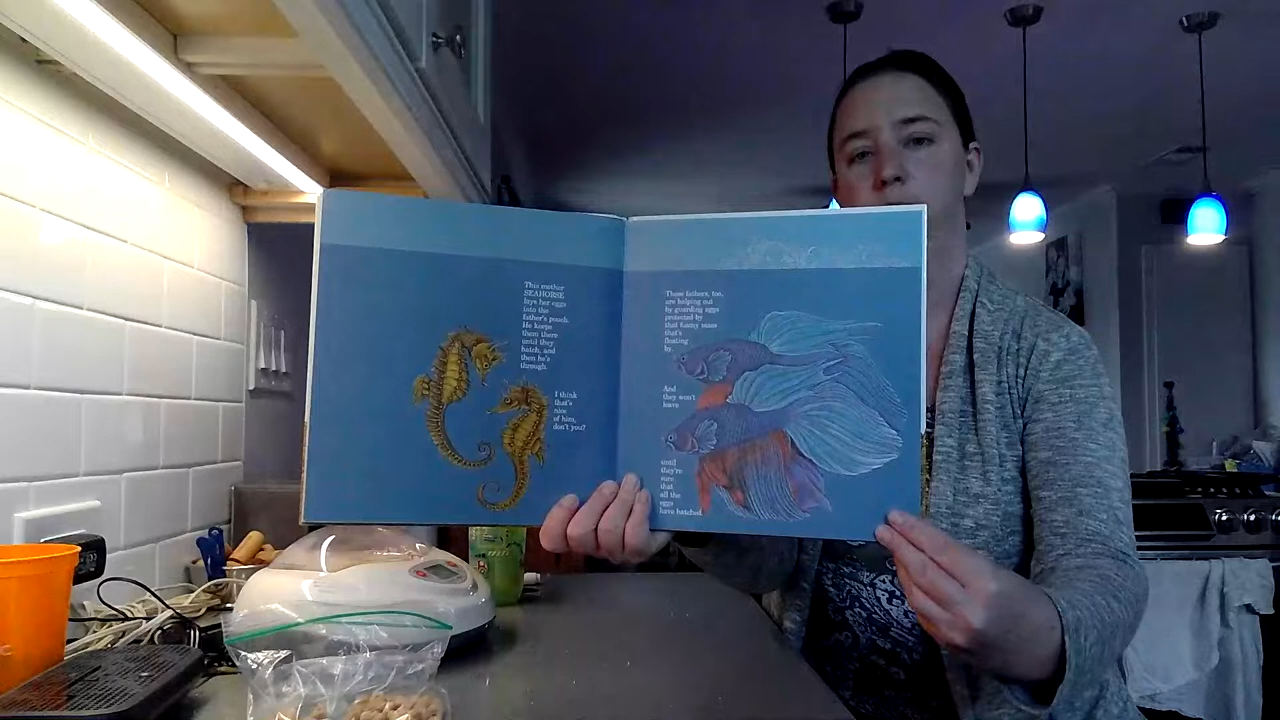 This mother
SEAHORSE
lays her eggs
into the
father's pouch.
He keeps
them there
until they
hatch, and
then he's
through.
I think
that's
nice
of him,
don't you?
These fathers, too,
are helping out
by guarding eggs
protected by
that foamy mass
that's
floating
by.
And
they won't
leave
until
they're
sure
that
all the
eggs
have hatched.